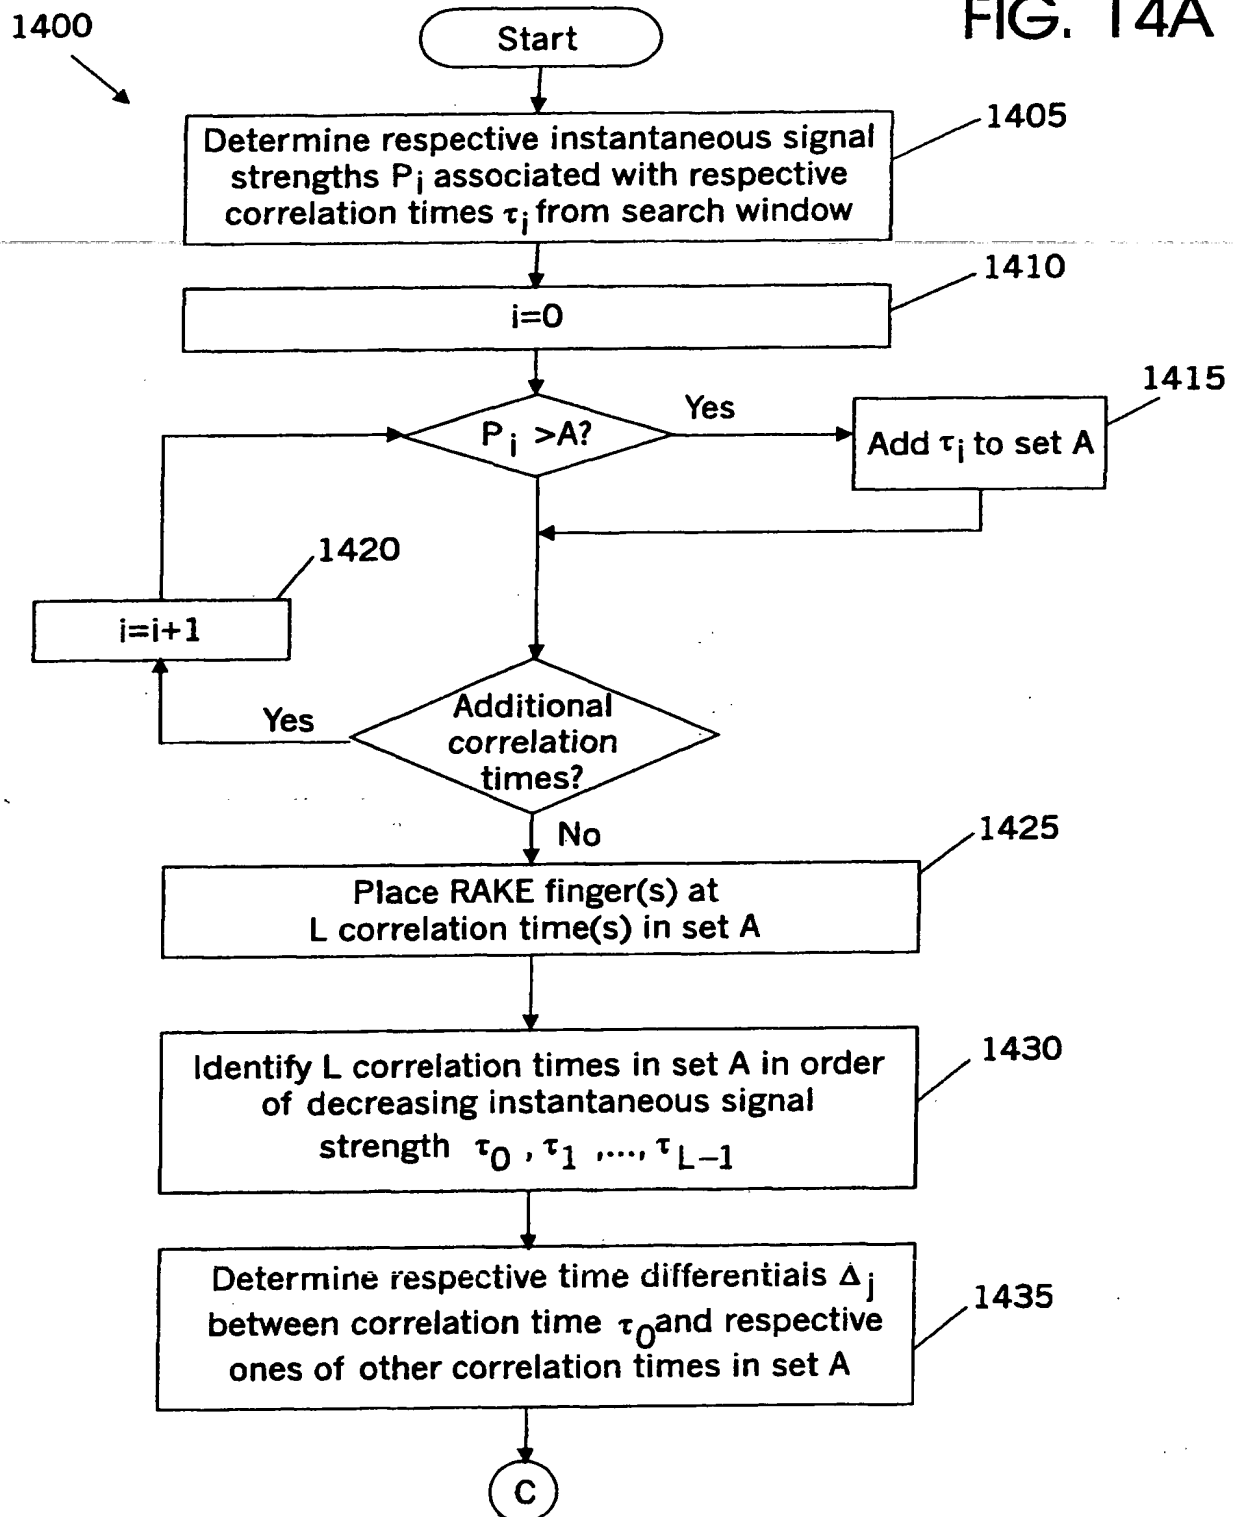 FIG. 14A
1400
Start
1405
Determine respective instantaneous signal
strengths Pi associated with respective
correlation times τi from search window
1410
i=0
1415
Pi >A?
Yes
Add τi to set A
1420
i=i+1
Yes
Additional
correlation
times?
No
1425
Place RAKE finger(s) at
L correlation time(s) in set A
1430
Identify L correlation times in set A in order
of decreasing instantaneous signal
strength τ0 , τ1 ,..., τL-1
1435
Determine respective time differentials Δj
between correlation time τ0 and respective
ones of other correlation times in set A
C